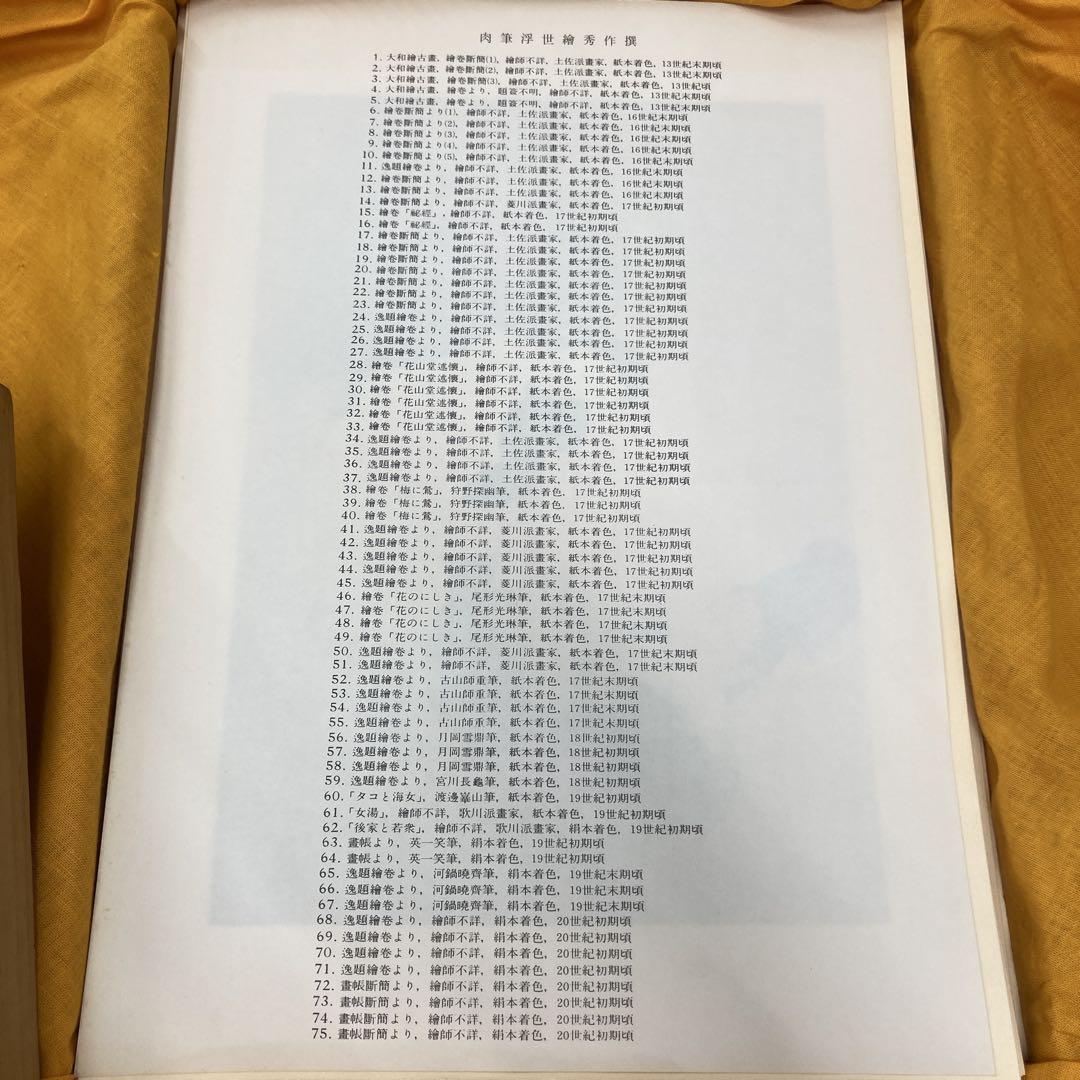 肉筆浮世繪秀作撰
1. 大和繪古畫, 繪卷斷簡(1), 繪師不詳, 土佐派畫家, 紙本着色, 13世紀末期頃
2. 大和繪古畫, 繪卷斷簡(2), 繪師不詳, 土佐派畫家, 紙本着色, 13世紀末期頃
3. 大和繪古畫, 繪卷斷簡(3), 繪師不詳, 土佐派畫家, 紙本着色, 13世紀頃
4. 大和繪古畫, 繪卷より, 題簽不明, 繪師不詳, 紙本着色, 13世紀末期頃
5. 大和繪古畫, 繪卷より, 題簽不明, 繪師不詳, 紙本着色, 13世紀末期頃
6. 繪卷斷簡より(1), 繪師不詳, 土佐派畫家, 紙本着色, 16世紀末期頃
7. 繪卷斷簡より(2), 繪師不詳, 土佐派畫家, 紙本着色, 16世紀末期頃
8. 繪卷斷簡より(3), 繪師不詳, 土佐派畫家, 紙本着色, 16世紀末期頃
9. 繪卷斷簡より(4), 繪師不詳, 土佐派畫家, 紙本着色, 16世紀末期頃
10. 繪卷斷簡より(5), 繪師不詳, 土佐派畫家, 紙本着色, 16世紀末期頃
11. 逸題繪卷より, 繪師不詳, 土佐派畫家, 紙本着色, 16世紀末期頃
12. 繪卷斷簡より, 繪師不詳, 土佐派畫家, 紙本着色, 16世紀末期頃
13. 繪卷斷簡より, 繪師不詳, 土佐派畫家, 紙本着色, 16世紀末期頃
14. 繪卷斷簡より, 繪師不詳, 菱川派畫家, 紙本着色, 17世紀初期頃
15. 繪卷「祕經」, 繪師不詳, 紙本着色, 17世紀初期頃
16. 繪卷「祕經」, 繪師不詳, 紙本着色, 17世紀初期頃
17. 繪卷斷簡より, 繪師不詳, 土佐派畫家, 紙本着色, 17世紀初期頃
18. 繪卷斷簡より, 繪師不詳, 土佐派畫家, 紙本着色, 17世紀初期頃
19. 繪卷斷簡より, 繪師不詳, 土佐派畫家, 紙本着色, 17世紀初期頃
20. 繪卷斷簡より, 繪師不詳, 土佐派畫家, 紙本着色, 17世紀初期頃
21. 繪卷斷簡より, 繪師不詳, 土佐派畫家, 紙本着色, 17世紀初期頃
22. 繪卷斷簡より, 繪師不詳, 土佐派畫家, 紙本着色, 17世紀初期頃
23. 繪卷斷簡より, 繪師不詳, 土佐派畫家, 紙本着色, 17世紀初期頃
24. 逸題繪卷より, 繪師不詳, 土佐派畫家, 紙本着色, 17世紀初期頃
25. 逸題繪卷より, 繪師不詳, 土佐派畫家, 紙本着色, 17世紀初期頃
26. 逸題繪卷より, 繪師不詳, 土佐派畫家, 紙本着色, 17世紀初期頃
27. 逸題繪卷より, 繪師不詳, 土佐派畫家, 紙本着色, 17世紀初期頃
28. 繪卷「花山堂述懷」, 繪師不詳, 紙本着色, 17世紀初期頃
29. 繪卷「花山堂述懷」, 繪師不詳, 紙本着色, 17世紀初期頃
30. 繪卷「花山堂述懷」, 繪師不詳, 紙本着色, 17世紀初期頃
31. 繪卷「花山堂述懷」, 繪師不詳, 紙本着色, 17世紀初期頃
32. 繪卷「花山堂述懷」, 繪師不詳, 紙本着色, 17世紀初期頃
33. 繪卷「花山堂述懷」, 繪師不詳, 紙本着色, 17世紀初期頃
34. 逸題繪卷より, 繪師不詳, 土佐派畫家, 紙本着色, 17世紀初期頃
35. 逸題繪卷より, 繪師不詳, 土佐派畫家, 紙本着色, 17世紀初期頃
36. 逸題繪卷より, 繪師不詳, 土佐派畫家, 紙本着色, 17世紀初期頃
37. 逸題繪卷より, 繪師不詳, 土佐派畫家, 紙本着色, 17世紀初期頃
38. 繪卷「梅に鶯」, 狩野探幽筆, 紙本着色, 17世紀初期頃
39. 繪卷「梅に鶯」, 狩野探幽筆, 紙本着色, 17世紀初期頃
40. 繪卷「梅に鶯」, 狩野探幽筆, 紙本着色, 17世紀初期頃
41. 逸題繪卷より, 繪師不詳, 菱川派畫家, 紙本着色, 17世紀初期頃
42. 逸題繪卷より, 繪師不詳, 菱川派畫家, 紙本着色, 17世紀初期頃
43. 逸題繪卷より, 繪師不詳, 菱川派畫家, 紙本着色, 17世紀初期頃
44. 逸題繪卷より, 繪師不詳, 菱川派畫家, 紙本着色, 17世紀初期頃
45. 逸題繪卷より, 繪師不詳, 菱川派畫家, 紙本着色, 17世紀初期頃
46. 繪卷「花のにしき」, 尾形光琳筆, 紙本着色, 17世紀末期頃
47. 繪卷「花のにしき」, 尾形光琳筆, 紙本着色, 17世紀末期頃
48. 繪卷「花のにしき」, 尾形光琳筆, 紙本着色, 17世紀末期頃
49. 繪卷「花のにしき」, 尾形光琳筆, 紙本着色, 17世紀末期頃
50. 逸題繪卷より, 繪師不詳, 菱川派畫家, 紙本着色, 17世紀末期頃
51. 逸題繪卷より, 繪師不詳, 菱川派畫家, 紙本着色, 17世紀末期頃
52. 逸題繪卷より, 古山師重筆, 紙本着色, 17世紀末期頃
53. 逸題繪卷より, 古山師重筆, 紙本着色, 17世紀末期頃
54. 逸題繪卷より, 古山師重筆, 紙本着色, 17世紀末期頃
55. 逸題繪卷より, 古山師重筆, 紙本着色, 17世紀末期頃
56. 逸題繪卷より, 月岡雪鼎筆, 紙本着色, 18世紀初期頃
57. 逸題繪卷より, 月岡雪鼎筆, 紙本着色, 18世紀初期頃
58. 逸題繪卷より, 月岡雪鼎筆, 紙本着色, 18世紀初期頃
59. 逸題繪卷より, 宮川長龜筆, 紙本着色, 18世紀初期頃
60.「タコと海女」, 渡邊崋山筆, 紙本着色, 19世紀初期頃
61.「女湯」, 繪師不詳, 歌川派畫家, 紙本着色, 19世紀初期頃
62.「後家と若衆」, 繪師不詳, 歌川派畫家, 絹本着色, 19世紀初期頃
63. 畫帳より, 英一笑筆, 絹本着色, 19世紀初期頃
64. 畫帳より, 英一笑筆, 絹本着色, 19世紀初期頃
65. 逸題繪卷より, 河鍋曉齊筆, 絹本着色, 19世紀末期頃
66. 逸題繪卷より, 河鍋曉齊筆, 絹本着色, 19世紀末期頃
67. 逸題繪卷より, 河鍋曉齊筆, 絹本着色, 19世紀末期頃
68. 逸題繪卷より, 繪師不詳, 絹本着色, 20世紀初期頃
69. 逸題繪卷より, 繪師不詳, 絹本着色, 20世紀初期頃
70. 逸題繪卷より, 繪師不詳, 絹本着色, 20世紀初期頃
71. 逸題繪卷より, 繪師不詳, 絹本着色, 20世紀初期頃
72. 畫帳斷簡より, 繪師不詳, 絹本着色, 20世紀初期頃
73. 畫帳斷簡より, 繪師不詳, 絹本着色, 20世紀初期頃
74. 畫帳斷簡より, 繪師不詳, 絹本着色, 20世紀初期頃
75. 畫帳斷簡より, 繪師不詳, 絹本着色, 20世紀初期頃